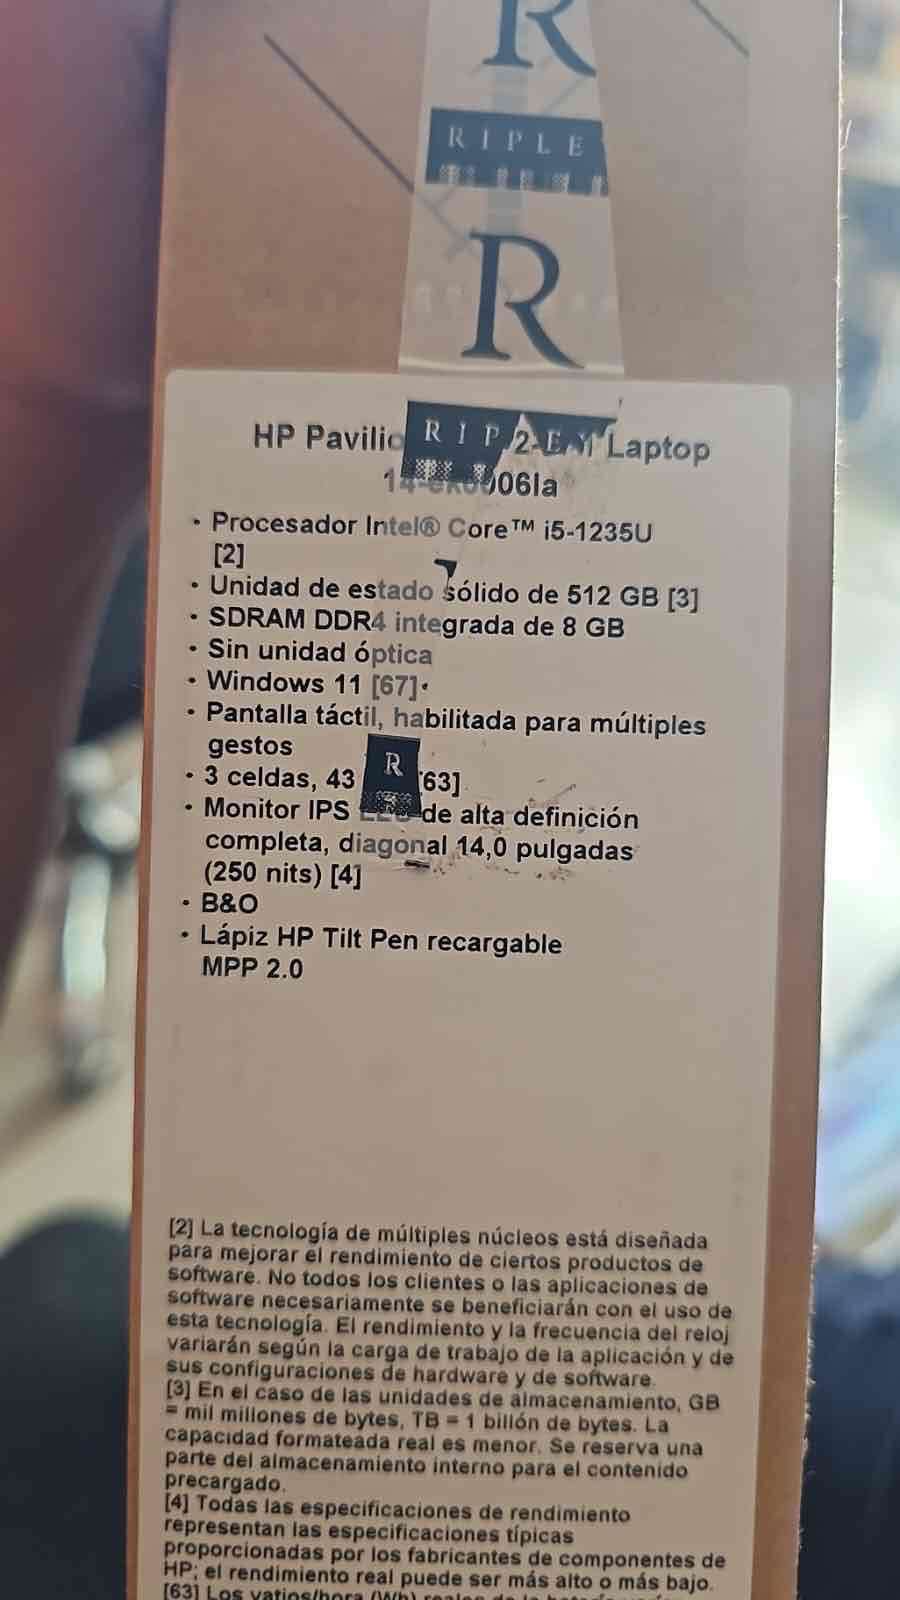 R
RIPLE
R
HP Pavilio RIP 2-EN Laptop
14-ek0006la
• Procesador Intel® Core™ i5-1235U
[2]
• Unidad de estado sólido de 512 GB [3]
• SDRAM DDR4 integrada de 8 GB
• Sin unidad óptica
• Windows 11 [67]•
• Pantalla táctil, habilitada para múltiples
gestos
• 3 celdas, 43 R 63]
• Monitor IPS LED de alta definición
completa, diagonal 14,0 pulgadas
(250 nits) [4]
• B&O
• Lápiz HP Tilt Pen recargable
MPP 2.0
[2] La tecnología de múltiples núcleos está diseñada
para mejorar el rendimiento de ciertos productos de
software. No todos los clientes o las aplicaciones de
software necesariamente se beneficiarán con el uso de
esta tecnología. El rendimiento y la frecuencia del reloj
variarán según la carga de trabajo de la aplicación y de
sus configuraciones de hardware y de software.
[3] En el caso de las unidades de almacenamiento, GB
= mil millones de bytes, TB = 1 billón de bytes. La
capacidad formateada real es menor. Se reserva una
parte del almacenamiento interno para el contenido
precargado.
[4] Todas las especificaciones de rendimiento
representan las especificaciones típicas
proporcionadas por los fabricantes de componentes de
HP; el rendimiento real puede ser más alto o más bajo.
[63] Los vatios/hora (Wh)